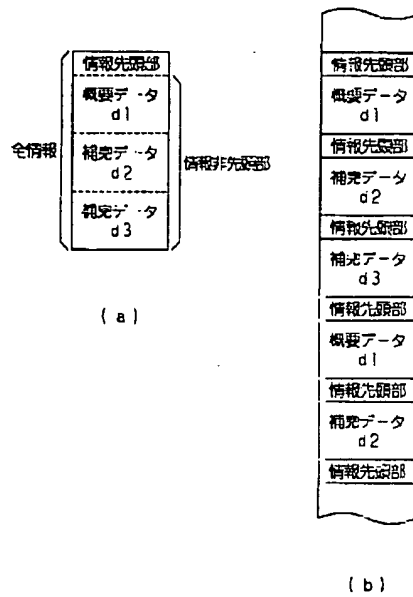 情報先頭部
概要データ
d1
補完データ
d2
補完データ
d3
全情報
情報非先頭部
(a)
情報先頭部
概要データ
d1
情報先頭部
補完データ
d2
情報先頭部
補完データ
d3
情報先頭部
概要データ
d1
情報先頭部
補完データ
d2
情報先頭部
(b)